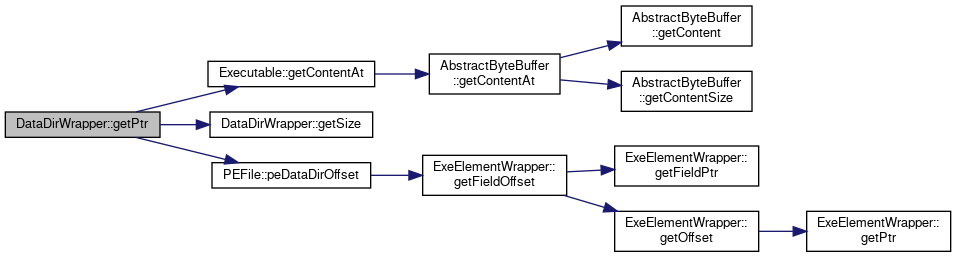 DataDirWrapper::getPtr
Executable::getContentAt
DataDirWrapper::getSize
PEFile::peDataDirOffset
AbstractByteBuffer
::getContentAt
ExeElementWrapper::
getFieldOffset
AbstractByteBuffer
::getContent
AbstractByteBuffer
::getContentSize
ExeElementWrapper::
getFieldPtr
ExeElementWrapper::
getOffset
ExeElementWrapper::
getPtr